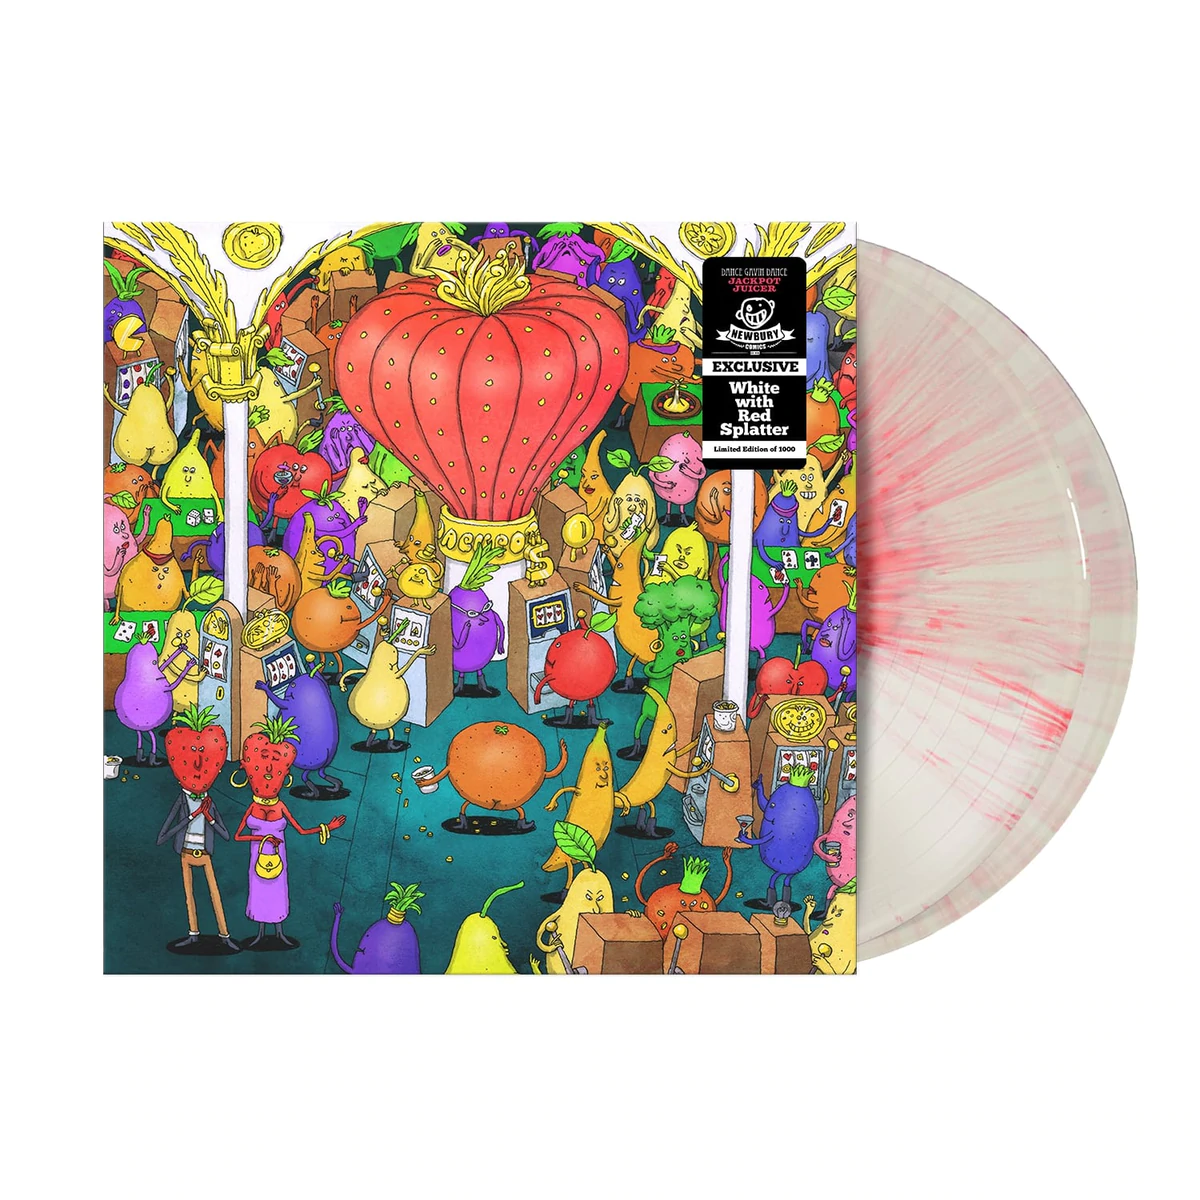 DANCE GAVIN DANCE
JACKPOT
JUICER
NEWBURY
COMICS
EXCLUSIVE
White
with
Red
Splatter
Limited Edition of 1000